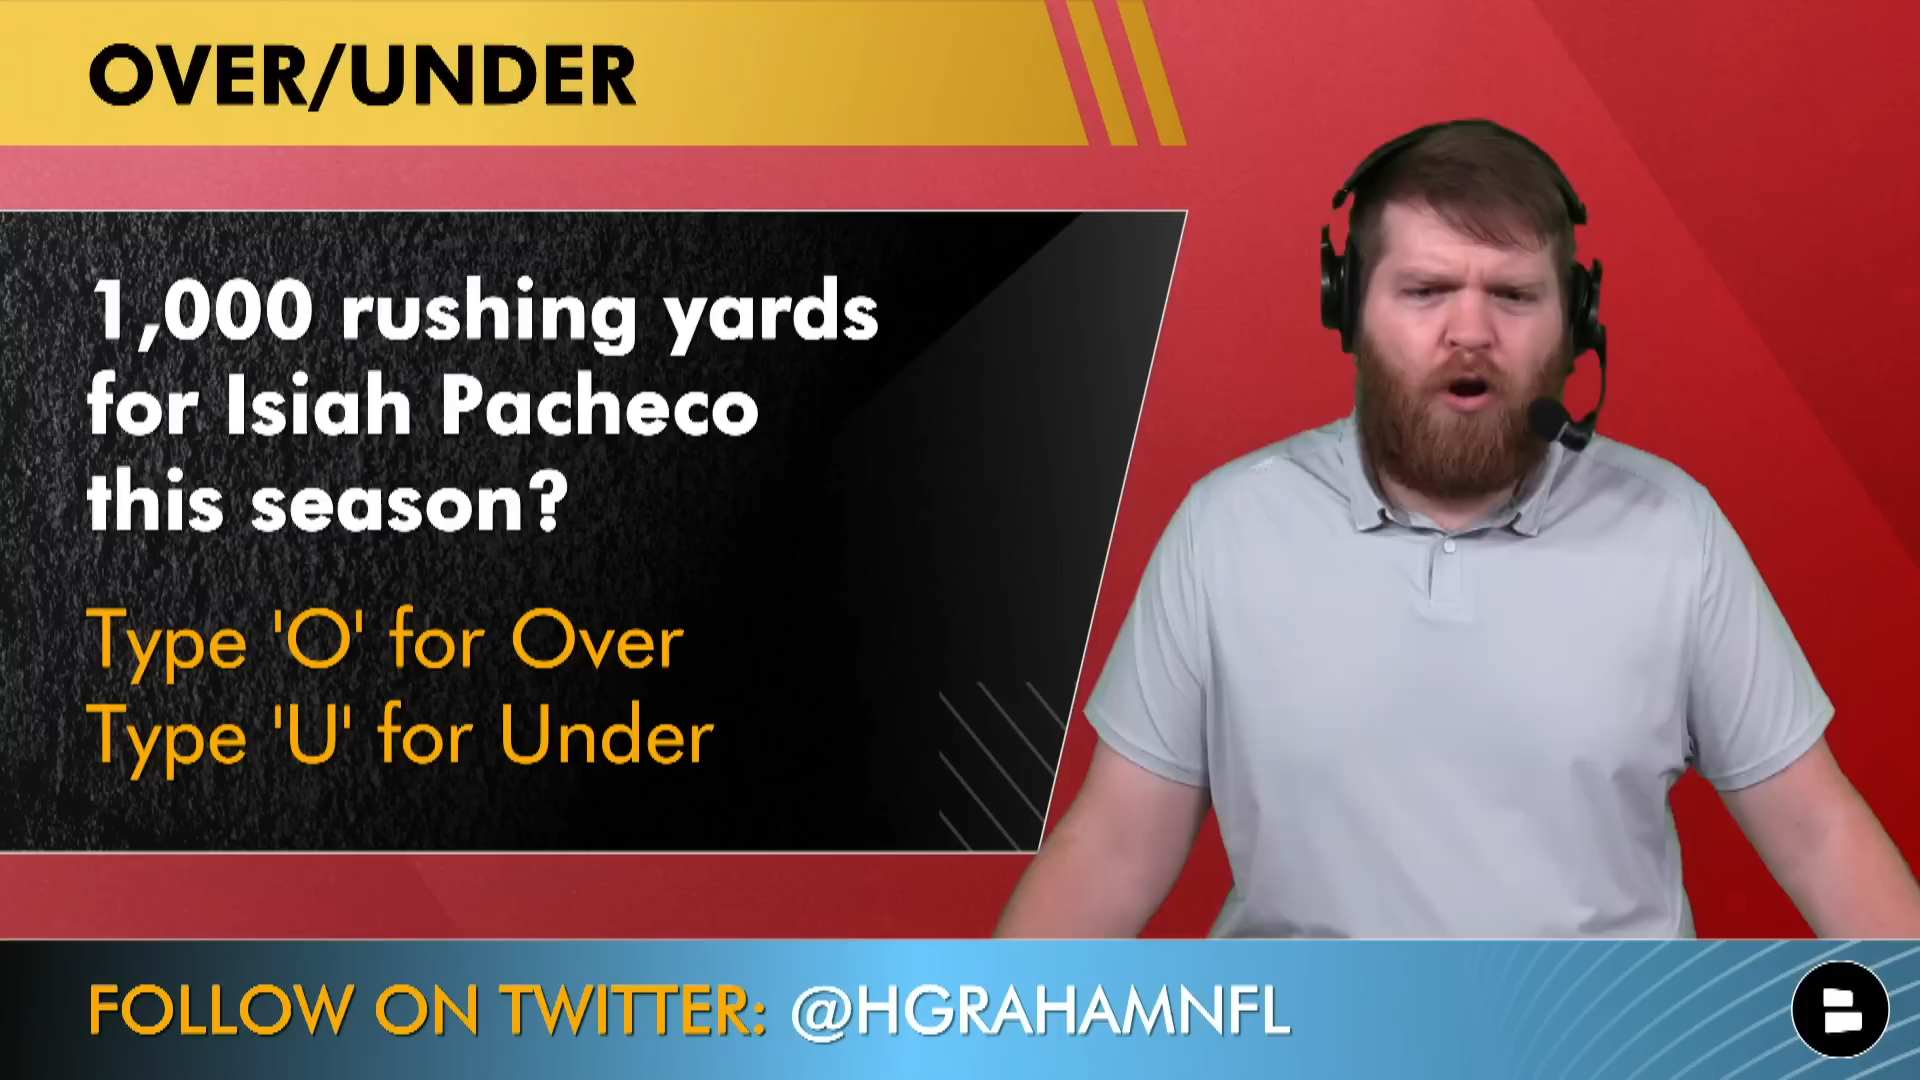 OVER/UNDER
1,000 rushing yards
for Isiah Pacheco
this season?
Type 'O' for Over
Type 'U' for Under
FOLLOW ON TWITTER: @HGRAHAMNFL